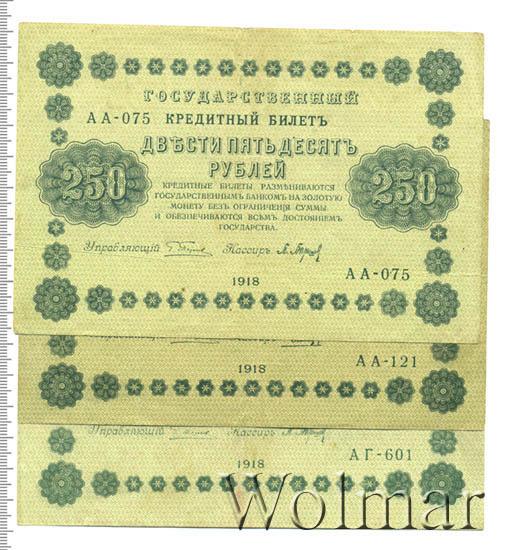 ГОСУДАРСТВЕННЫЙ
АА-075 КРЕДИТНЫЙ БИЛЕТЪ
ДВѢСТИ ПЯТЬДЕСЯТЪ
РУБЛЕЙ
250 250
КРЕДИТНЫЕ БИЛЕТЫ РАЗМѢНИВАЮТСЯ
ГОСУДАРСТВЕННЫМЪ БАНКОМЪ НА ЗОЛОТУЮ
МОНЕТУ БЕЗЪ ОГРАНИЧЕНІЯ СУММЫ
И ОБЕЗПЕЧИВАЮТСЯ ВСѢМЪ ДОСТОЯНІЕМЪ
ГОСУДАРСТВА.
Управляющій Кассиръ
АА-075
1918
АА-121
1918
Управляющій Кассиръ
АГ-601
1918
Wolmar